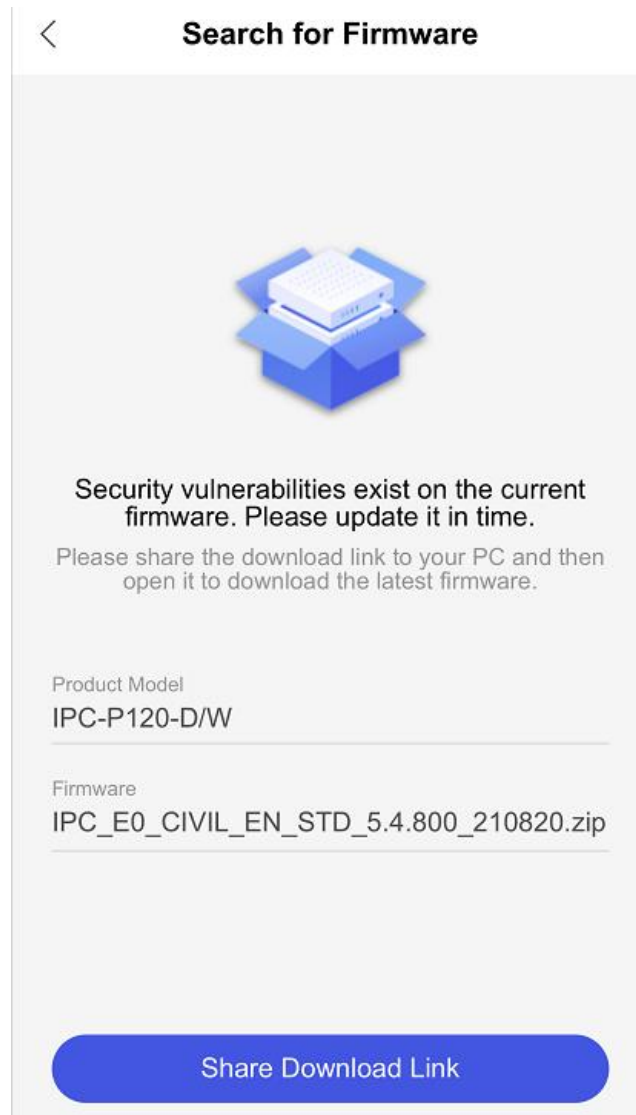 Search for Firmware
Security vulnerabilities exist on the current
firmware. Please update it in time.
Please share the download link to your PC and then
open it to download the latest firmware.
Product Model
IPC-P120-D/W
Firmware
IPC_E0_CIVIL_EN_STD_5.4.800_210820.zip
Share Download Link